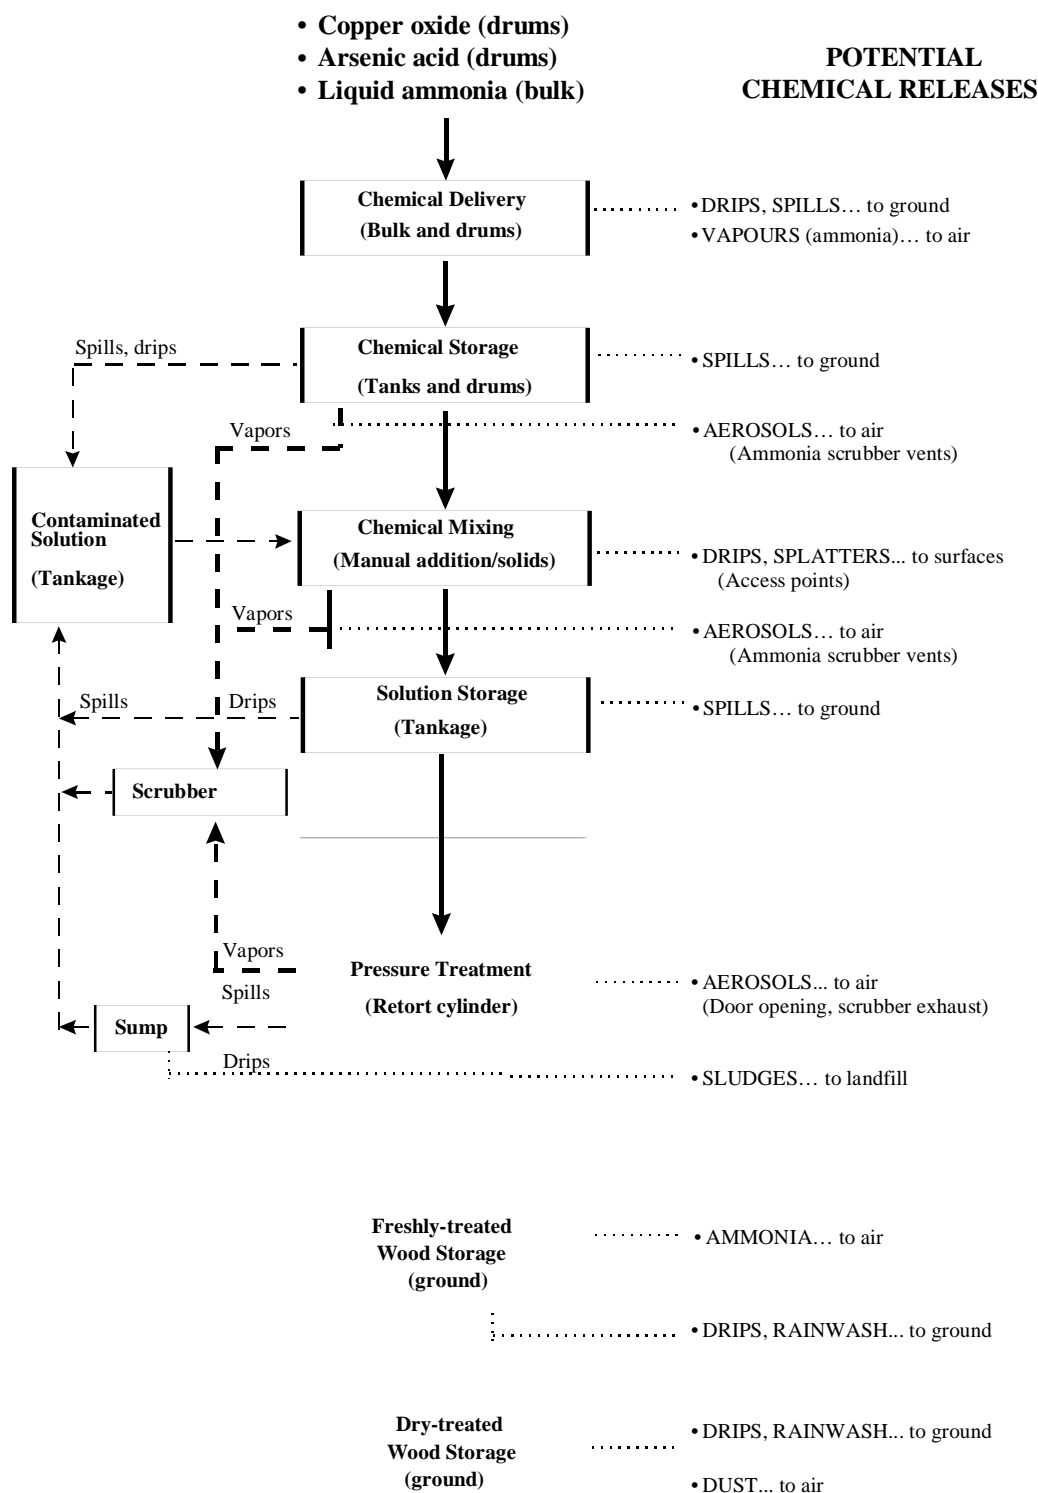 • Copper oxide (drums)
• Arsenic acid (drums)
• Liquid ammonia (bulk)
POTENTIAL
CHEMICAL RELEASES
Chemical Delivery
(Bulk and drums)
• DRIPS, SPILLS… to ground
• VAPOURS (ammonia)… to air
Spills, drips
Chemical Storage
(Tanks and drums)
• SPILLS… to ground
Vapors
• AEROSOLS… to air
(Ammonia scrubber vents)
Contaminated
Solution
(Tankage)
Chemical Mixing
(Manual addition/solids)
• DRIPS, SPLATTERS... to surfaces
(Access points)
Vapors
• AEROSOLS… to air
(Ammonia scrubber vents)
Spills
Drips
Solution Storage
(Tankage)
• SPILLS… to ground
Scrubber
Vapors
Spills
Pressure Treatment
(Retort cylinder)
• AEROSOLS... to air
(Door opening, scrubber exhaust)
Sump
Drips
• SLUDGES… to landfill
Freshly-treated
Wood Storage
(ground)
• AMMONIA… to air
• DRIPS, RAINWASH... to ground
Dry-treated
Wood Storage
(ground)
• DRIPS, RAINWASH... to ground
• DUST... to air